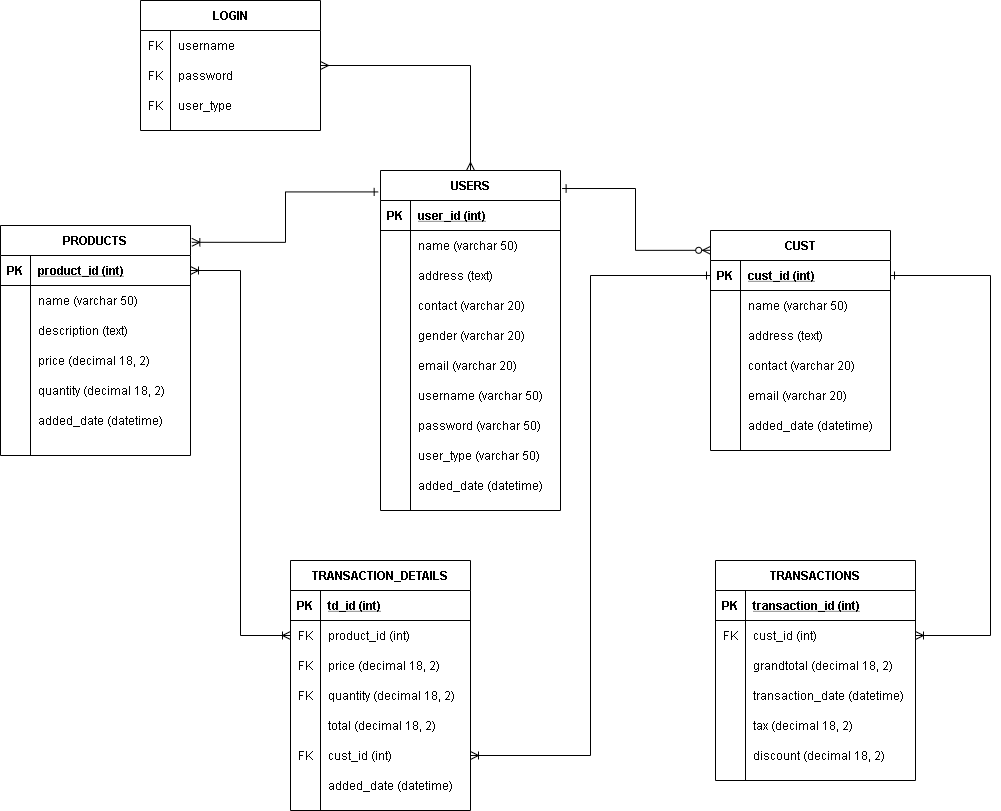 LOGIN
FK username
FK password
FK user_type
USERS
PK user_id (int)
name (varchar 50)
address (text)
contact (varchar 20)
gender (varchar 20)
email (varchar 20)
username (varchar 50)
password (varchar 50)
user_type (varchar 50)
added_date (datetime)
PRODUCTS
PK product_id (int)
name (varchar 50)
description (text)
price (decimal 18, 2)
quantity (decimal 18, 2)
added_date (datetime)
CUST
PK cust_id (int)
name (varchar 50)
address (text)
contact (varchar 20)
email (varchar 20)
added_date (datetime)
TRANSACTION_DETAILS
PK td_id (int)
FK product_id (int)
FK price (decimal 18, 2)
FK quantity (decimal 18, 2)
total (decimal 18, 2)
FK cust_id (int)
added_date (datetime)
TRANSACTIONS
PK transaction_id (int)
FK cust_id (int)
grandtotal (decimal 18, 2)
transaction_date (datetime)
tax (decimal 18, 2)
discount (decimal 18, 2)